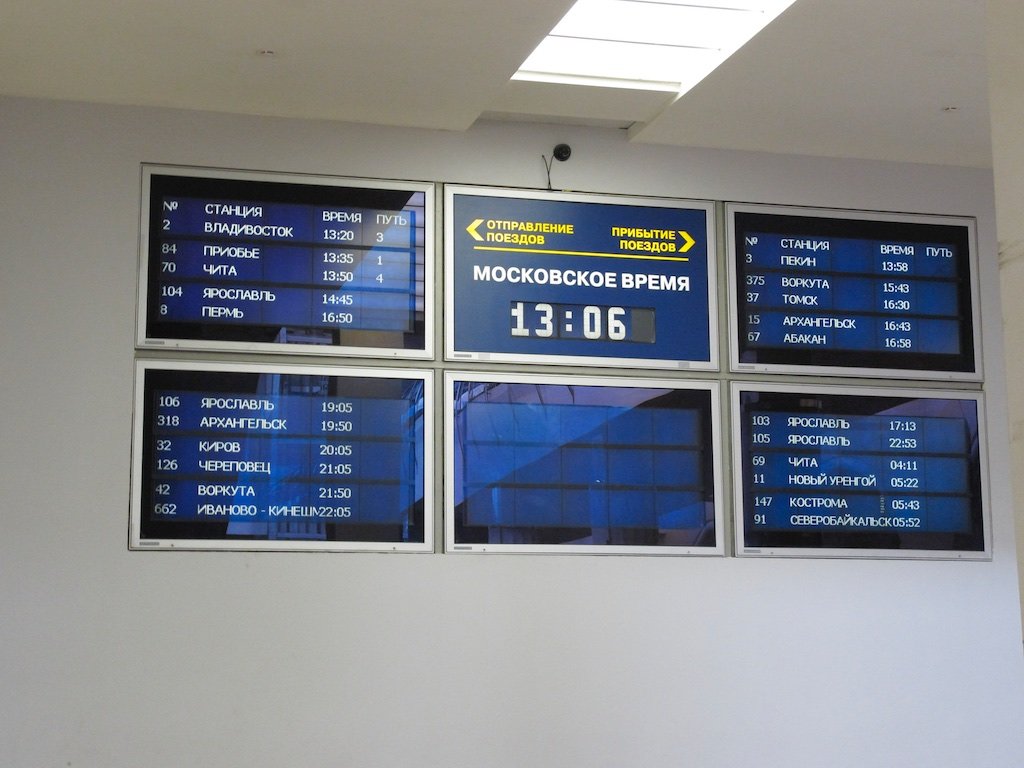 № СТАНЦИЯ ВРЕМЯ ПУТЬ
2 ВЛАДИВОСТОК 13:20 3
84 ПРИОБЬЕ 13:35 1
70 ЧИТА 13:50 4
104 ЯРОСЛАВЛЬ 14:45
8 ПЕРМЬ 16:50
ОТПРАВЛЕНИЕ
ПОЕЗДОВ
ПРИБЫТИЕ
ПОЕЗДОВ
МОСКОВСКОЕ ВРЕМЯ
13:06
№ СТАНЦИЯ ВРЕМЯ ПУТЬ
3 ПЕКИН 13:58
375 ВОРКУТА 15:43
37 ТОМСК 16:30
15 АРХАНГЕЛЬСК 16:43
67 АБАКАН 16:58
106 ЯРОСЛАВЛЬ 19:05
318 АРХАНГЕЛЬСК 19:50
32 КИРОВ 20:05
126 ЧЕРЕПОВЕЦ 21:05
42 ВОРКУТА 21:50
662 ИВАНОВО - КИНЕШМ22:05
103 ЯРОСЛАВЛЬ 17:13
105 ЯРОСЛАВЛЬ 22:53
69 ЧИТА 04:11
11 НОВЫЙ УРЕНГОЙ 05:22
147 КОСТРОМА 05:43
91 СЕВЕРОБАЙКАЛЬСК05:52